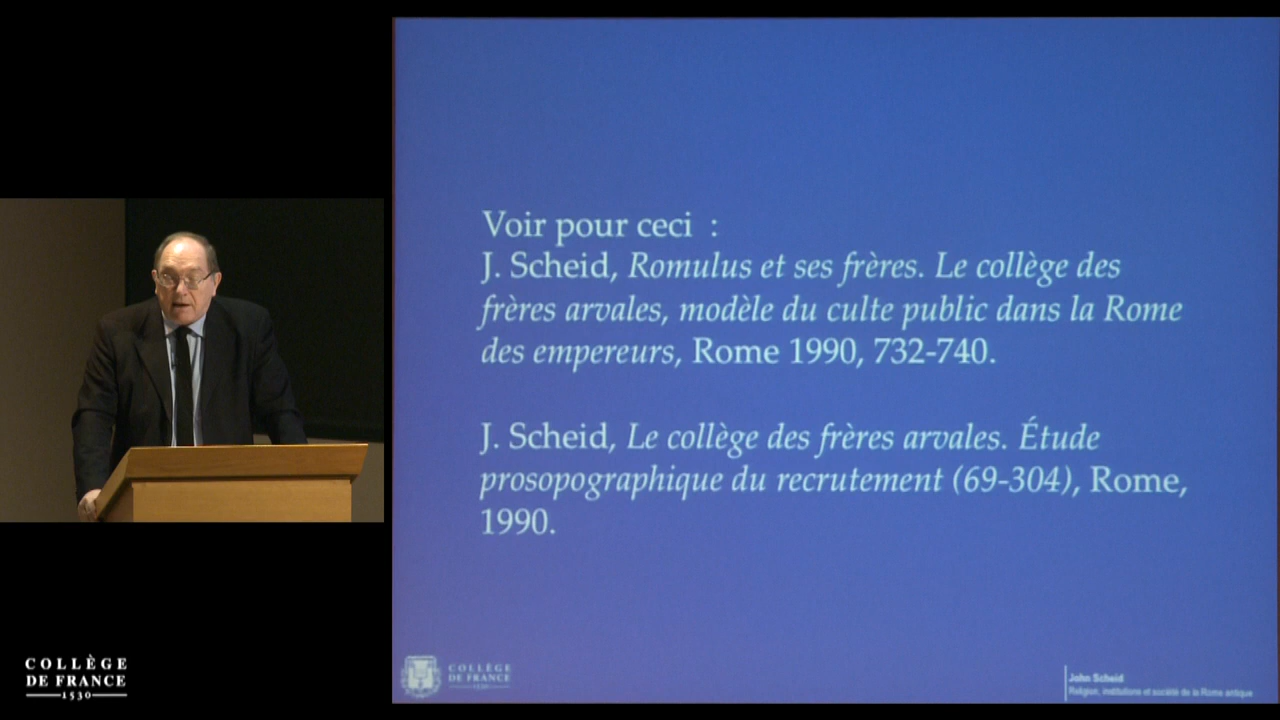 Voir pour ceci :
J. Scheid, Romulus et ses frères. Le collège des
frères arvales, modèle du culte public dans la Rome
des empereurs, Rome 1990, 732-740.
J. Scheid, Le collège des frères arvales. Étude
prosopographique du recrutement (69-304), Rome,
1990.
COLLÈGE
DE FRANCE
1530
COLLÈGE
DE FRANCE
1530
John Scheid
Religion, institutions et société de la Rome antique